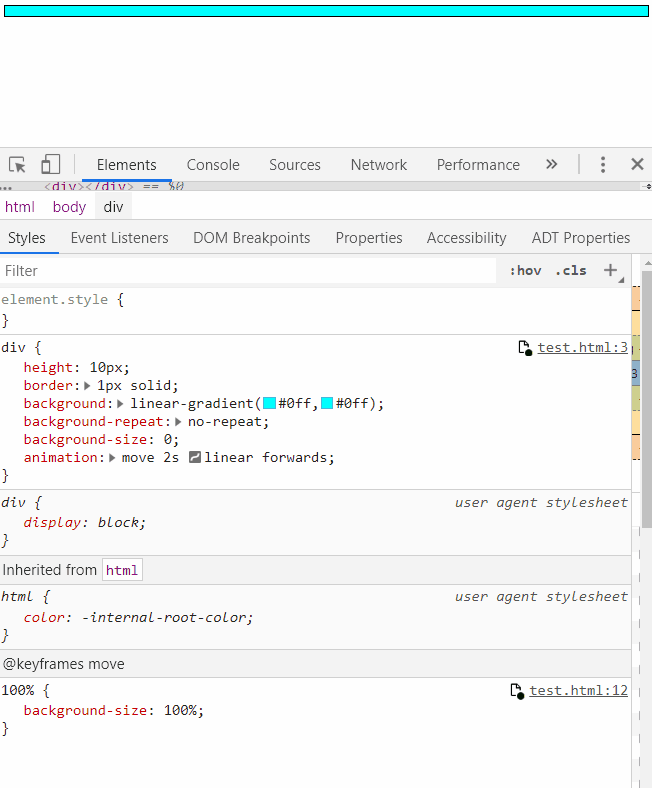 Elements Console Sources Network Performance »
... <div></div> == $0
html body div
Styles Event Listeners DOM Breakpoints Properties Accessibility ADT Properties
Filter :hov .cls +
element.style {
}
div { test.html:3
height: 10px;
border: 1px solid;
background: linear-gradient(#0ff,#0ff);
background-repeat: no-repeat;
background-size: 0;
animation: move 2s linear forwards;
}
div { user agent stylesheet
display: block;
}
Inherited from html
html { user agent stylesheet
color: -internal-root-color;
}
@keyframes move
100% { test.html:12
background-size: 100%;
}